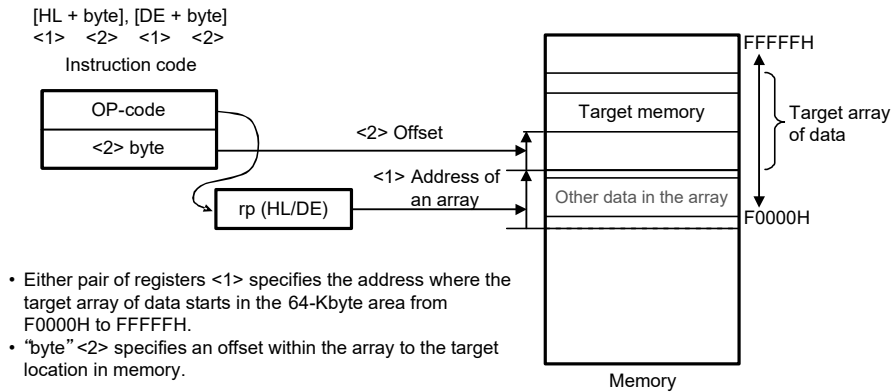 [HL + byte], [DE + byte]
<1> <2> <1> <2>
Instruction code
OP-code
<2> byte
rp (HL/DE)
<2> Offset
<1> Address of
an array
FFFFFH
Target memory
Target array
of data
Other data in the array
F0000H
Memory
• Either pair of registers <1> specifies the address where the
target array of data starts in the 64-Kbyte area from
F0000H to FFFFFH.
• “byte” <2> specifies an offset within the array to the target
location in memory.